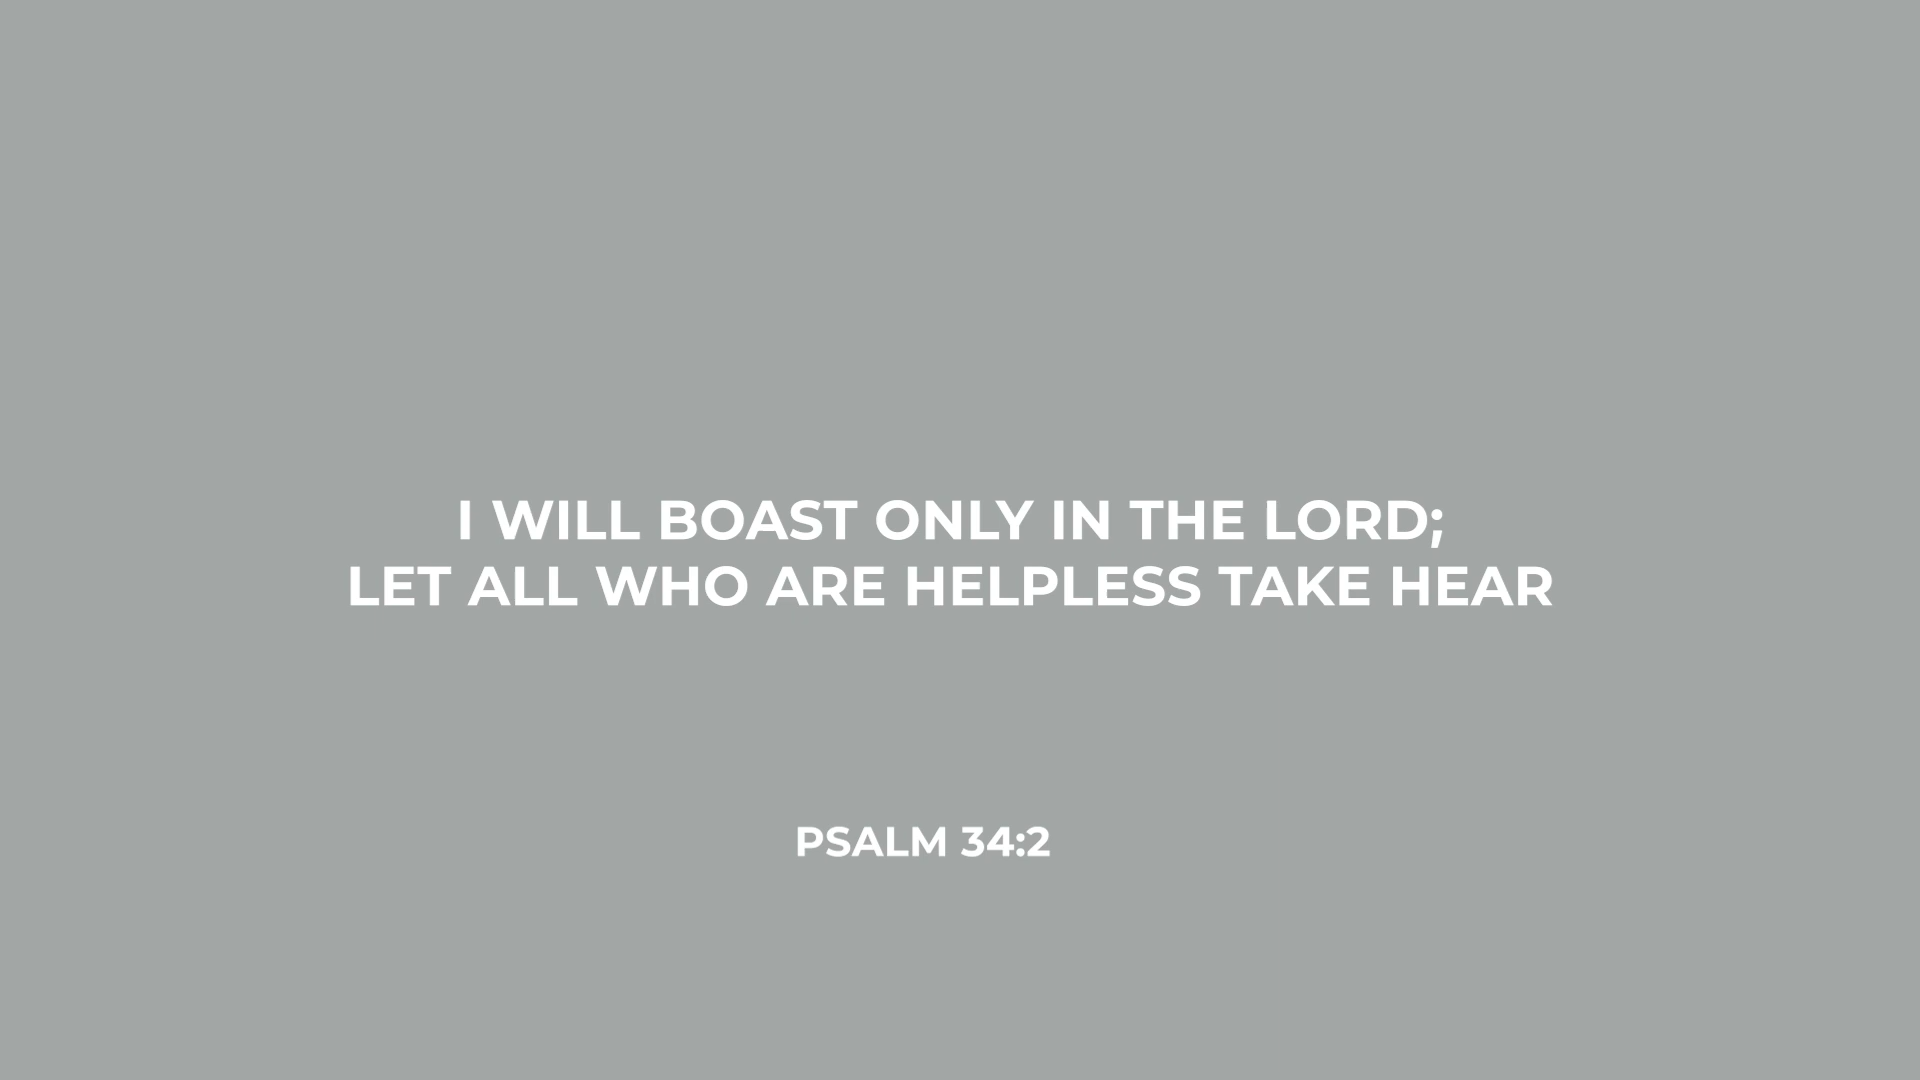 I WILL BOAST ONLY IN THE LORD;
LET ALL WHO ARE HELPLESS TAKE HEAR
PSALM 34:2